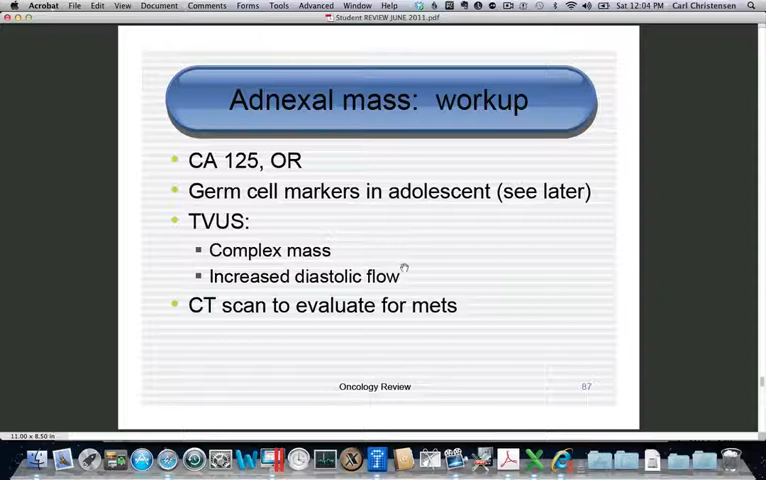 Acrobat File Edit View Document Comments Forms Tools Advanced Window Help Sat 12:04 PM Carl Christensen
Student REVIEW JUNE 2011.pdf
Adnexal mass: workup
CA 125, OR
Germ cell markers in adolescent (see later)
TVUS:
Complex mass
Increased diastolic flow
CT scan to evaluate for mets
Oncology Review 87
11.00 x 8.50 in